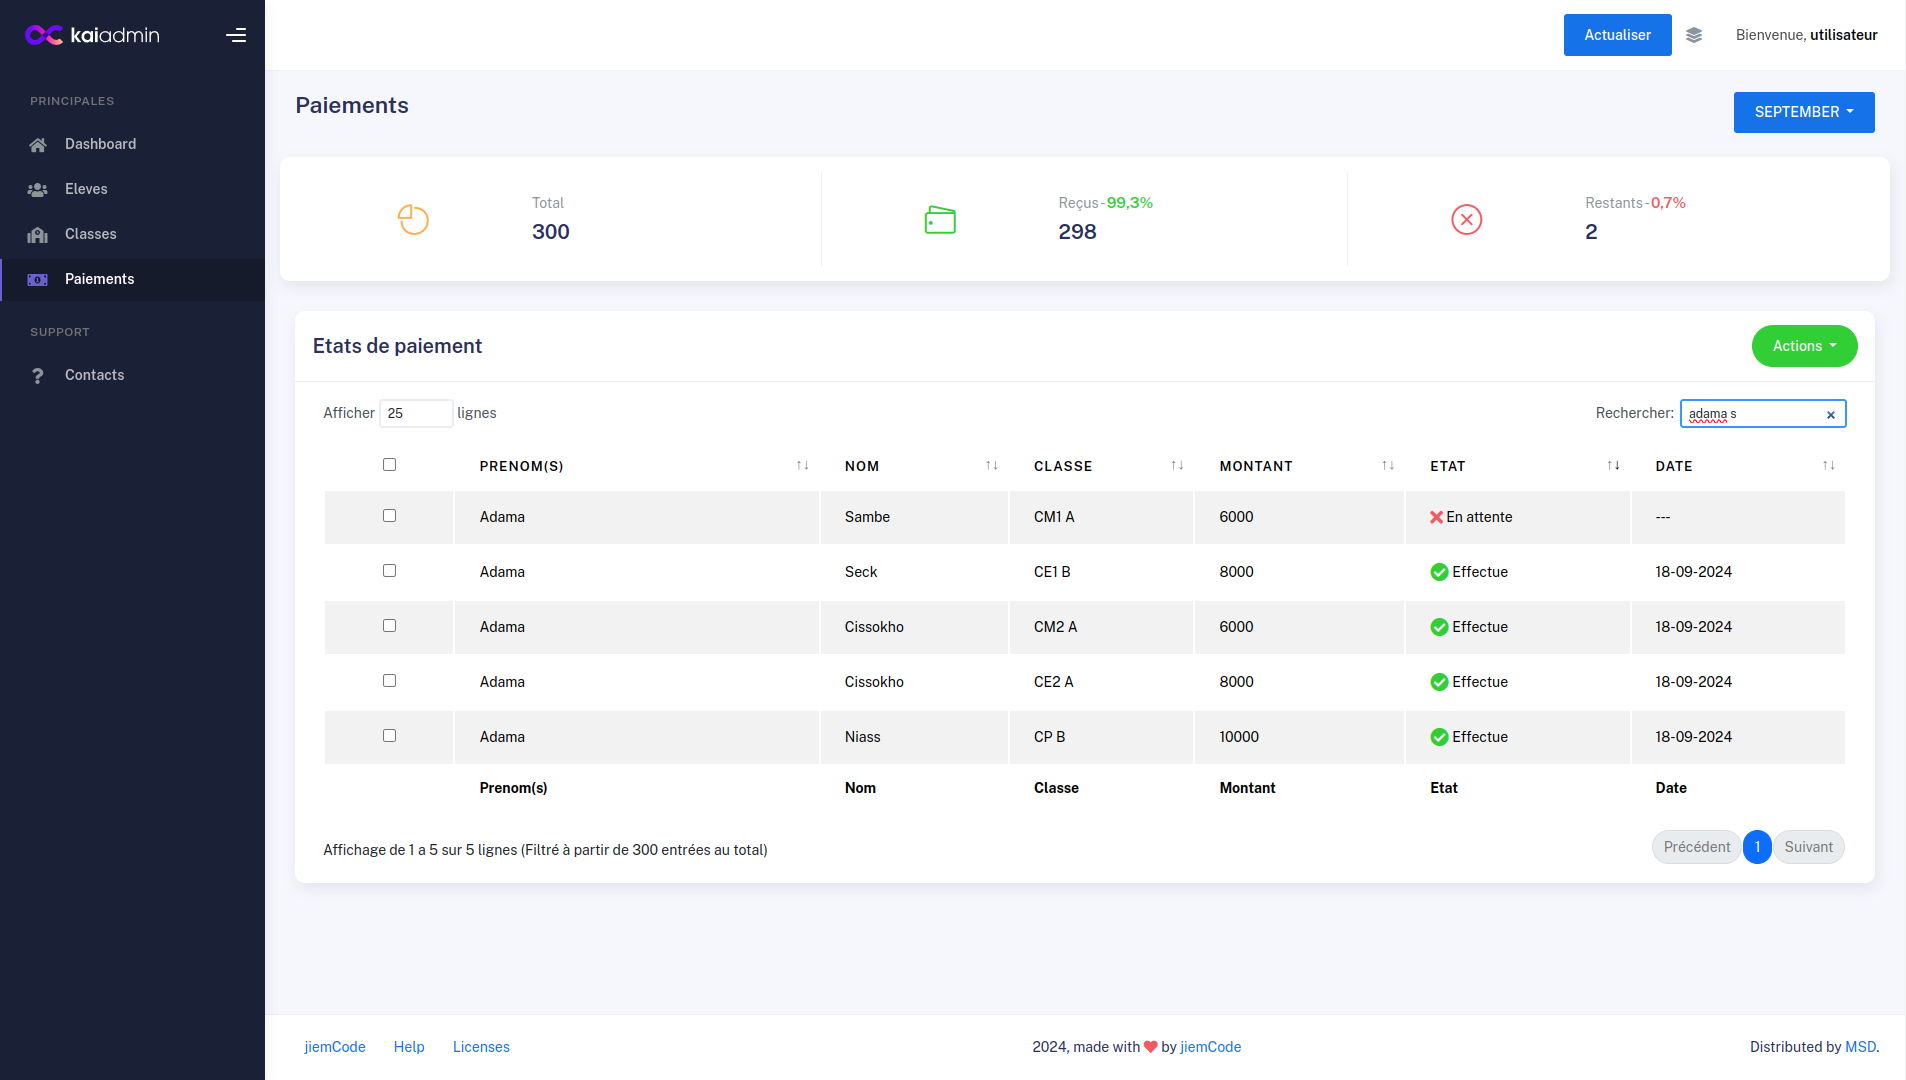 kaiadmin
PRINCIPALES
Dashboard
Eleves
Classes
Paiements
SUPPORT
Contacts
Actualiser
Bienvenue, utilisateur
Paiements
SEPTEMBER
Total
300
Reçus-99,3%
298
Restants-0,7%
2
Etats de paiement
Actions
Afficher 25 lignes
Rechercher: adama s ×
PRENOM(S) ↑↓ NOM ↑↓ CLASSE ↑↓ MONTANT ↑↓ ETAT ↑↓ DATE ↑↓
Adama Sambe CM1 A 6000 En attente ---
Adama Seck CE1 B 8000 Effectue 18-09-2024
Adama Cissokho CM2 A 6000 Effectue 18-09-2024
Adama Cissokho CE2 A 8000 Effectue 18-09-2024
Adama Niass CP B 10000 Effectue 18-09-2024
Prenom(s) Nom Classe Montant Etat Date
Affichage de 1 a 5 sur 5 lignes (Filtré à partir de 300 entrées au total)
Précédent 1 Suivant
jiemCode Help Licenses
2024, made with ❤ by jiemCode
Distributed by MSD.